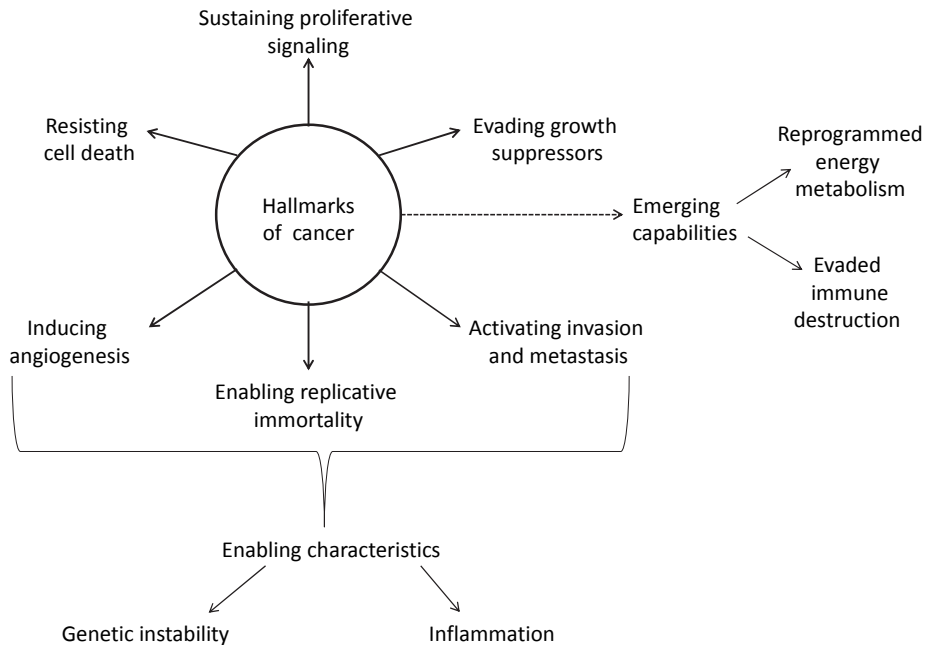 Sustaining proliferative
signaling
Resisting
cell death
Evading growth
suppressors
Reprogrammed
energy
metabolism
Hallmarks
of cancer
Emerging
capabilities
Evaded
immune
destruction
Inducing
angiogenesis
Activating invasion
and metastasis
Enabling replicative
immortality
Enabling characteristics
Genetic instability
Inflammation